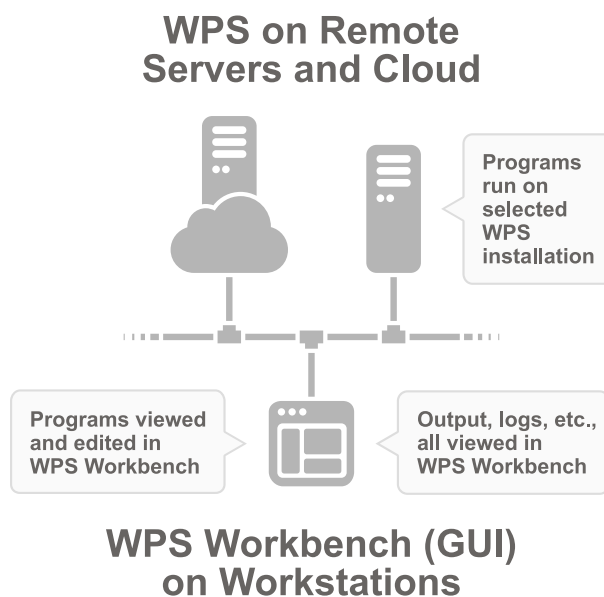 WPS on Remote
Servers and Cloud
Programs
run on
selected
WPS
installation
Programs viewed
and edited in
WPS Workbench
Output, logs, etc.,
all viewed in
WPS Workbench
WPS Workbench (GUI)
on Workstations